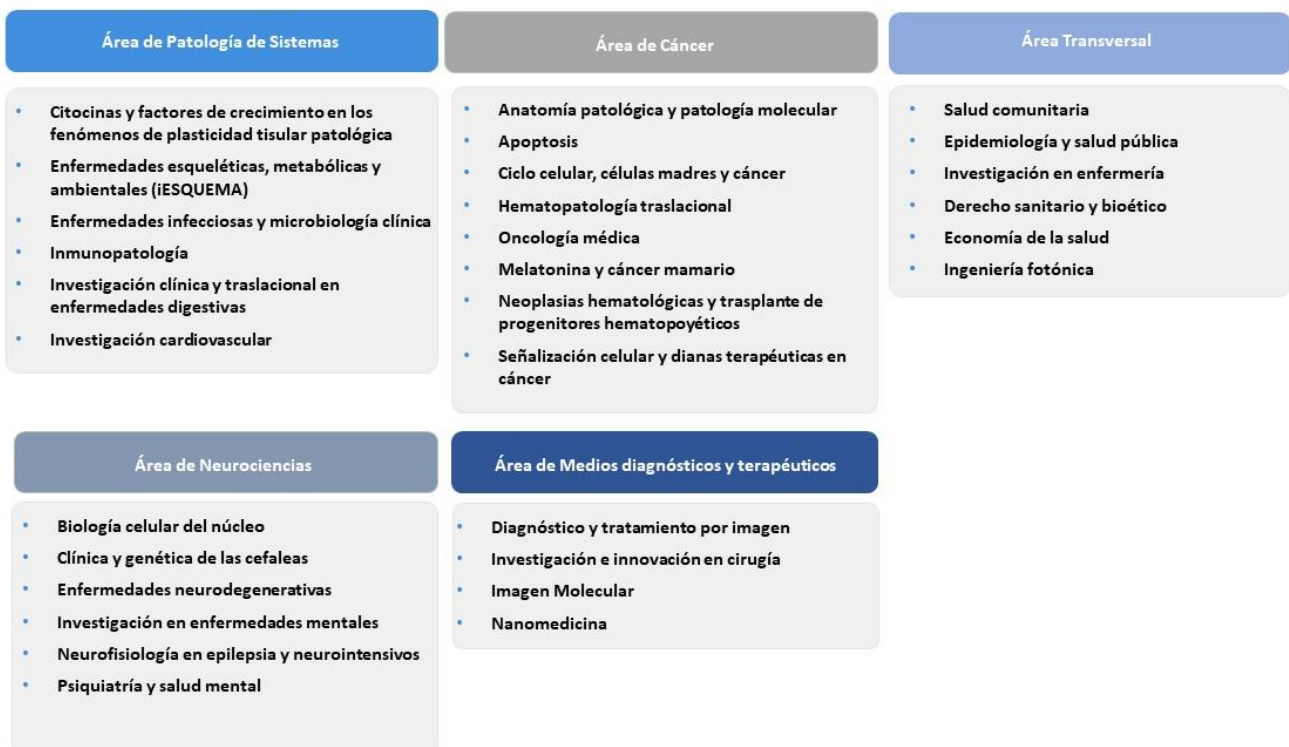 Área de Patología de Sistemas
Citocinas y factores de crecimiento en los
fenómenos de plasticidad tisular patológica
Enfermedades esqueléticas, metabólicas y
ambientales (iESQUEMA)
Enfermedades infecciosas y microbiología clínica
Inmunopatología
Investigación clínica y traslacional en
enfermedades digestivas
Investigación cardiovascular
Área de Cáncer
Anatomía patológica y patología molecular
Apoptosis
Ciclo celular, células madres y cáncer
Hematopatología traslacional
Oncología médica
Melatonina y cáncer mamario
Neoplasias hematológicas y trasplante de
progenitores hematopoyéticos
Señalización celular y dianas terapéuticas en
cáncer
Área Transversal
Salud comunitaria
Epidemiología y salud pública
Investigación en enfermería
Derecho sanitario y bioético
Economía de la salud
Ingeniería fotónica
Área de Neurociencias
Biología celular del núcleo
Clínica y genética de las cefaleas
Enfermedades neurodegenerativas
Investigación en enfermedades mentales
Neurofisiología en epilepsia y neurointensivos
Psiquiatría y salud mental
Área de Medios diagnósticos y terapéuticos
Diagnóstico y tratamiento por imagen
Investigación e innovación en cirugía
Imagen Molecular
Nanomedicina